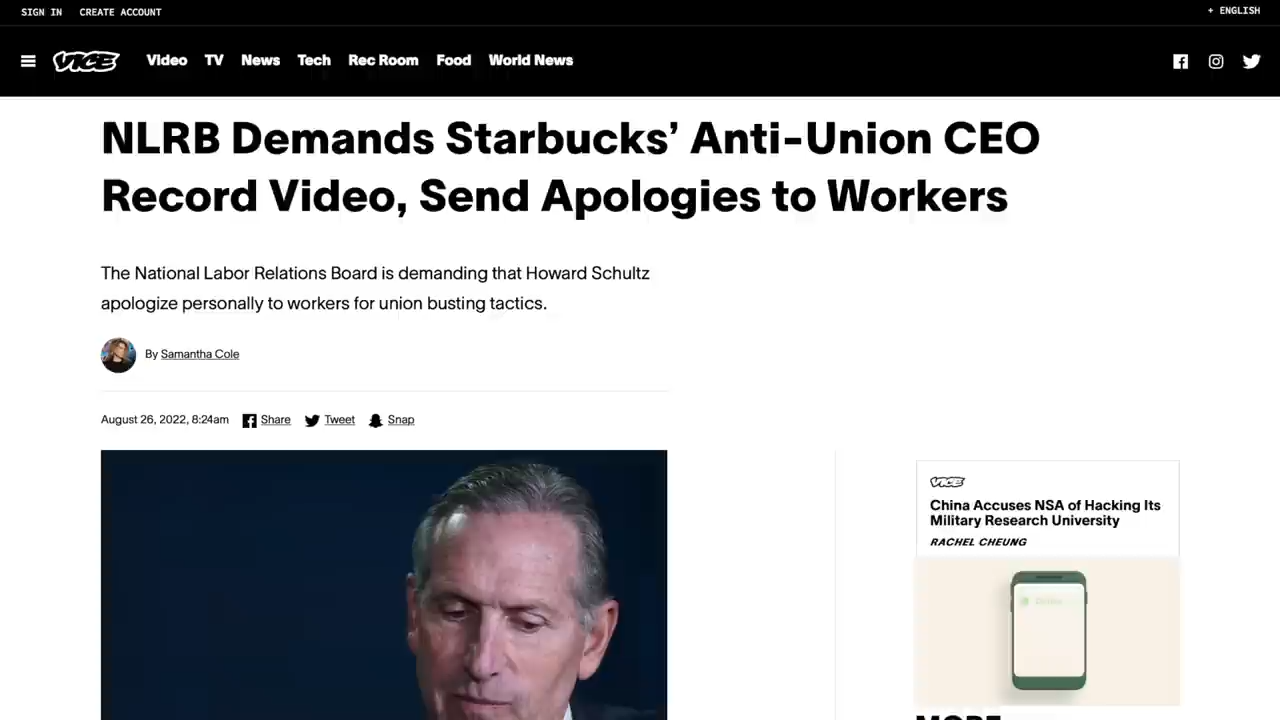 SIGN IN CREATE ACCOUNT + ENGLISH
VICE Video TV News Tech Rec Room Food World News
NLRB Demands Starbucks’ Anti-Union CEO
Record Video, Send Apologies to Workers
The National Labor Relations Board is demanding that Howard Schultz
apologize personally to workers for union busting tactics.
By Samantha Cole
August 26, 2022, 8:24am Share Tweet Snap
VICE
China Accuses NSA of Hacking Its
Military Research University
RACHEL CHEUNG
MORE